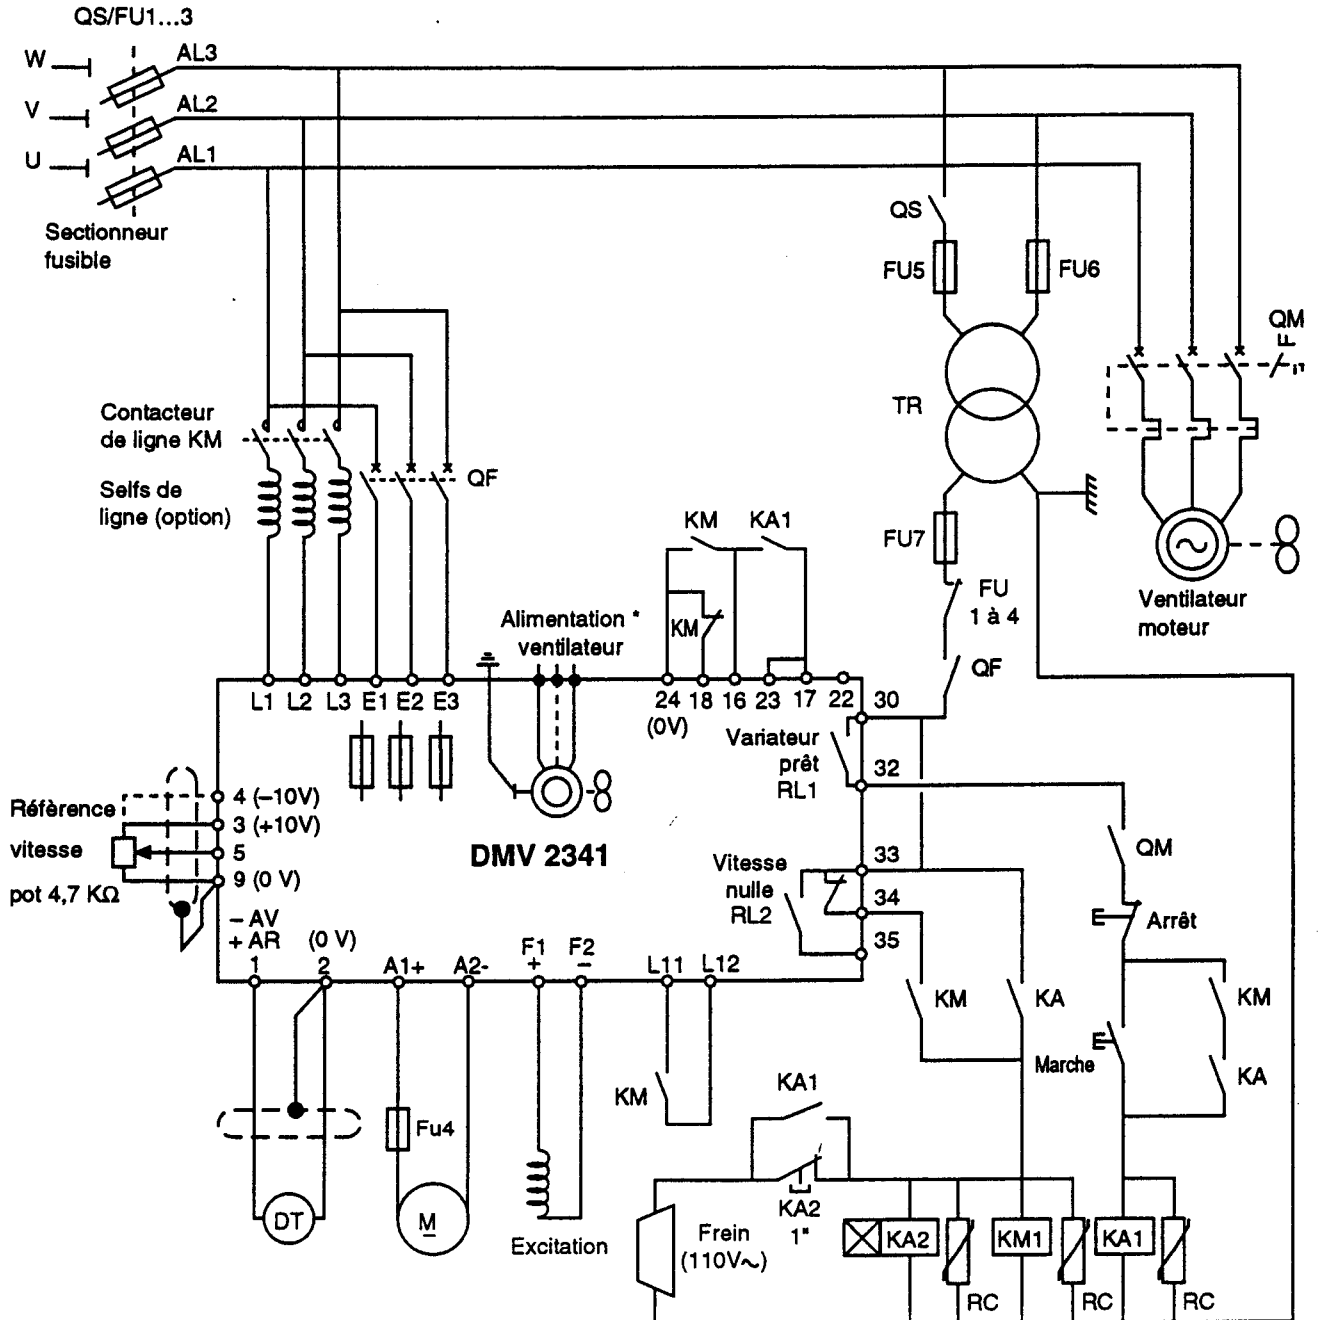 QS/FU1...3
W
AL3
V
AL2
U
AL1
Sectionneur
fusible
QS
FU5
FU6
QM
TR
Contacteur
de ligne KM
QF
Selfs de
ligne (option)
KM
KA1
FU7
FU
1 à 4
Ventilateur
moteur
Alimentation *
ventilateur
KM
QF
L1 L2 L3 E1 E2 E3
24 18 16 23 17 22
(0V)
30
Variateur
prêt
RL1
32
Réfèrence
vitesse
pot 4,7 KΩ
4 (–10V)
3 (+10V)
5
9 (0 V)
DMV 2341
QM
Vitesse
nulle
RL2
33
34
35
Arrêt
– AV
+ AR
(0 V)
1
2
A1+
A2-
F1
+
F2
–
L11
L12
KM
KA
KM
Marche
KA
KM
KA1
Fu4
DT
M
Excitation
KA2
1"
Frein
(110V~)
KA2
KM1
KA1
RC
RC
RC